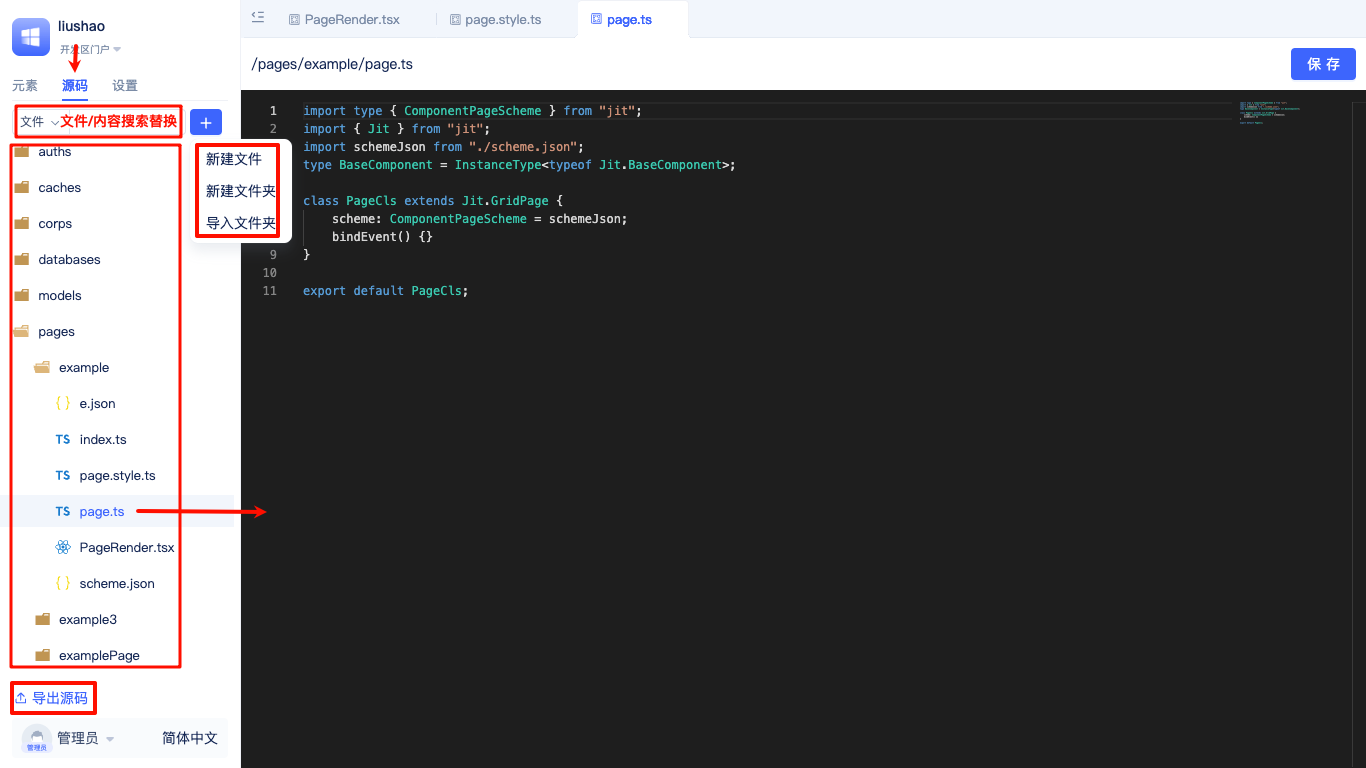 liushao
开发区门户
元素 源码 设置
文件 文件/内容搜索替换
auths
caches
corps
databases
models
pages
example
e.json
index.ts
page.style.ts
page.ts
PageRender.tsx
scheme.json
example3
examplePage
导出源码
管理员
管理员 简体中文
新建文件
新建文件夹
导入文件夹
PageRender.tsx page.style.ts page.ts
/pages/example/page.ts
保 存
1 import type { ComponentPageScheme } from "jit";
2 import { Jit } from "jit";
import schemeJson from "./scheme.json";
type BaseComponent = InstanceType<typeof Jit.BaseComponent>;
class PageCls extends Jit.GridPage {
scheme: ComponentPageScheme = schemeJson;
bindEvent() {}
9 }
10
11 export default PageCls;